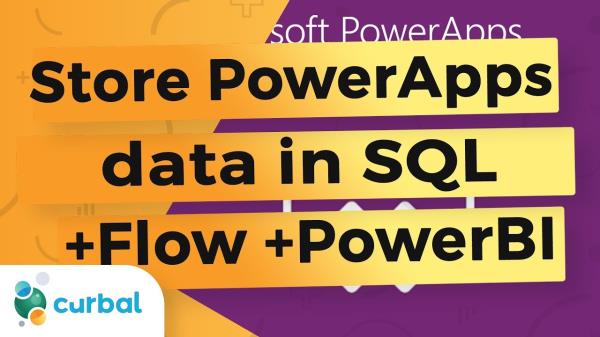 soft PowerApps
Store PowerApps
data in SQL
+Flow +PowerBI
curbal